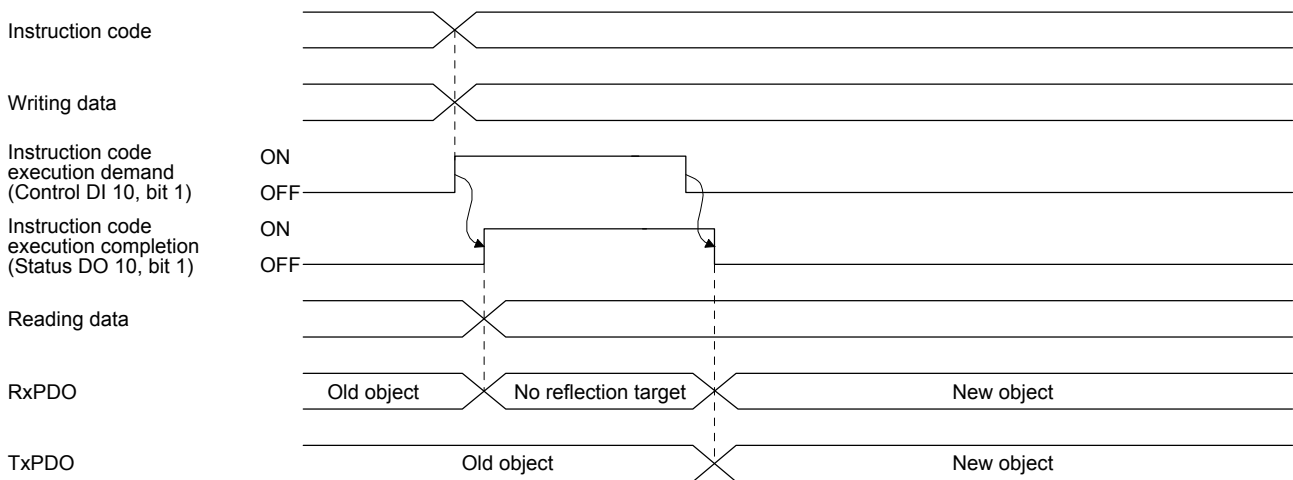 Instruction code
Writing data
Instruction code
execution demand
(Control DI 10, bit 1)
ON
OFF
Instruction code
execution completion
(Status DO 10, bit 1)
ON
OFF
Reading data
RxPDO
Old object
No reflection target
New object
TxPDO
Old object
New object